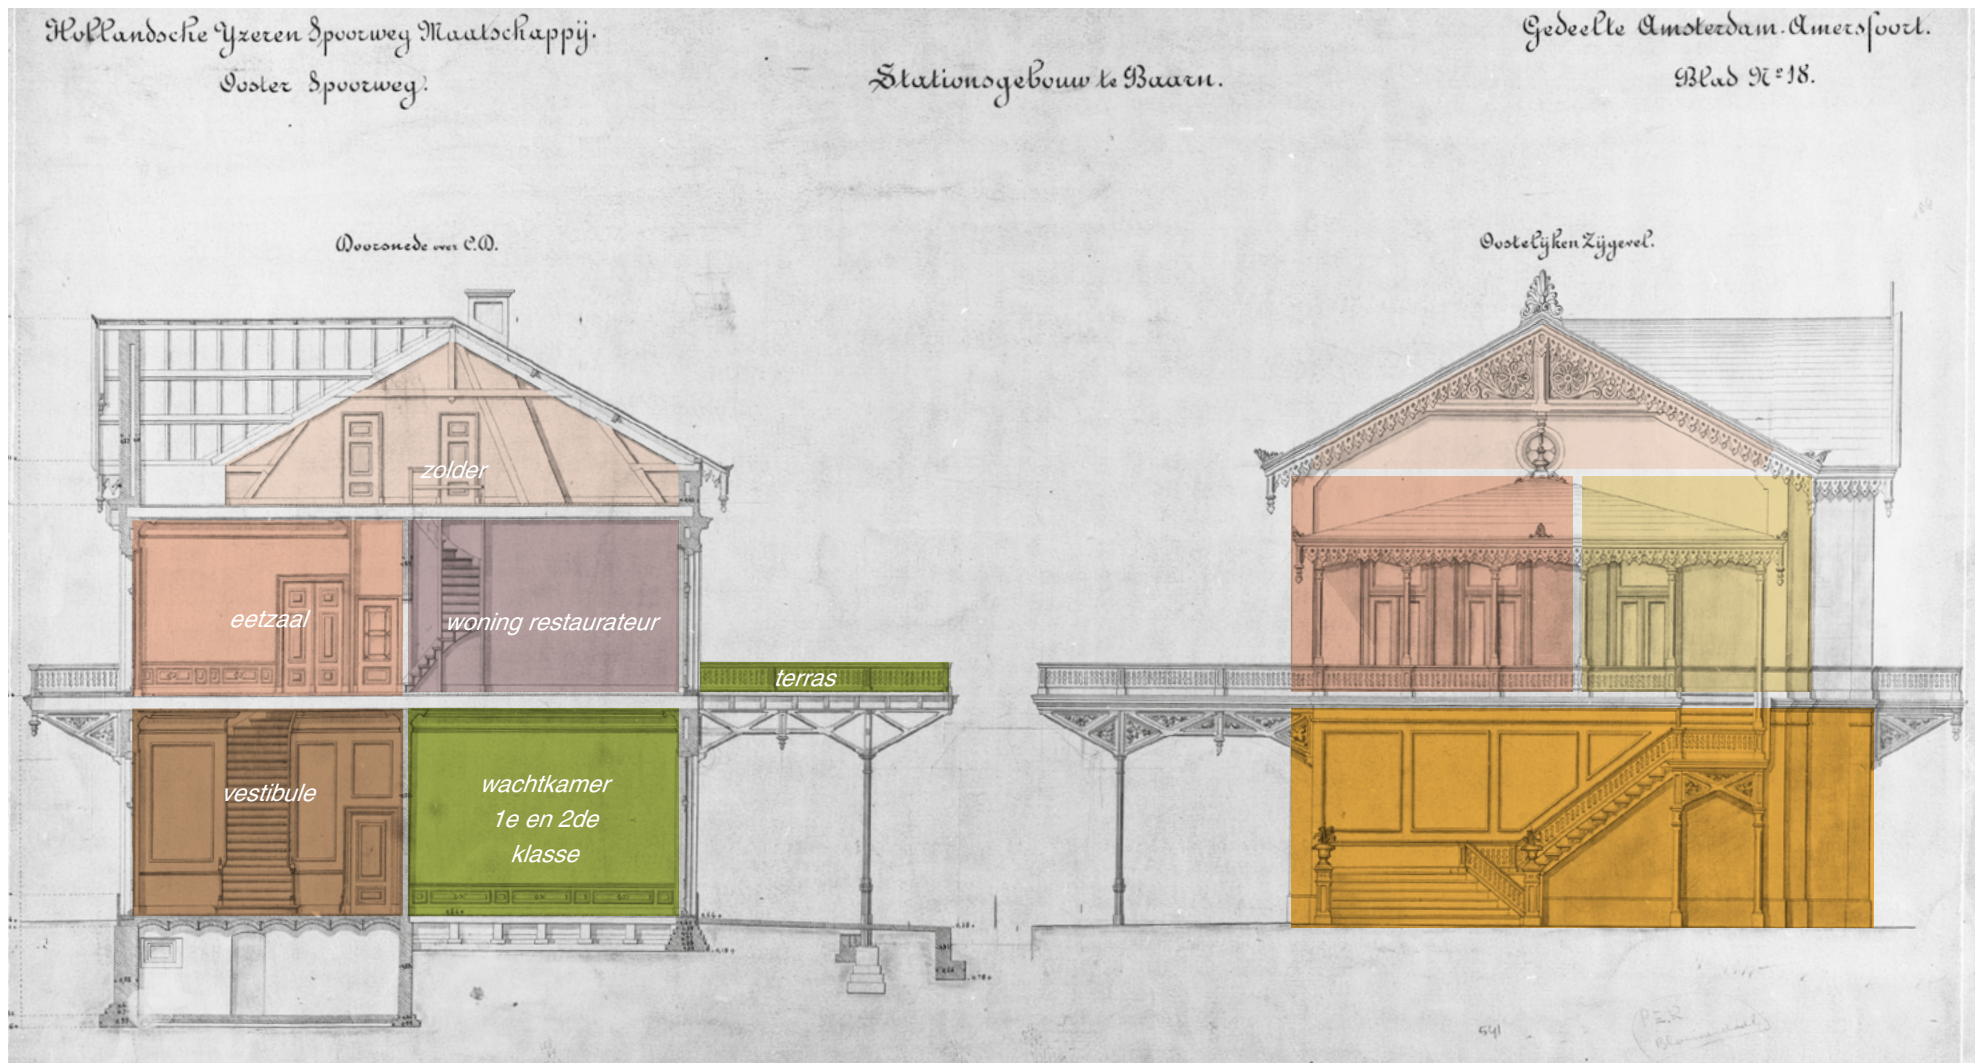 Hollandsche Yzeren Spoorweg Maatschappij.
Ooster Spoorweg.
Stationsgebouw te Baarn.
Gedeelte Amsterdam-Amersfoort.
Blad No 18.
Doorsnede over C.D.
Oostelijken Zijgevel.
zolder
eetzaal
woning restaurateur
terras
vestibule
wachtkamer
1e en 2de
klasse
541